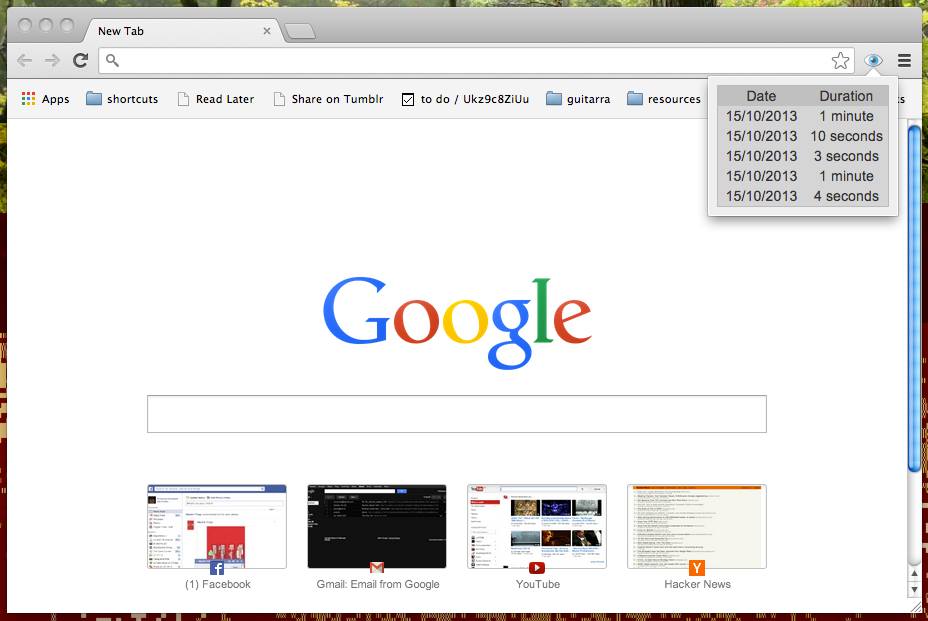 New Tab
Apps shortcuts Read Later Share on Tumblr to do / Ukz9c8ZiUu guitarra resources ks
Date Duration
15/10/2013 1 minute
15/10/2013 10 seconds
15/10/2013 3 seconds
15/10/2013 1 minute
15/10/2013 4 seconds
Google
(1) Facebook Gmail: Email from Google YouTube Hacker News